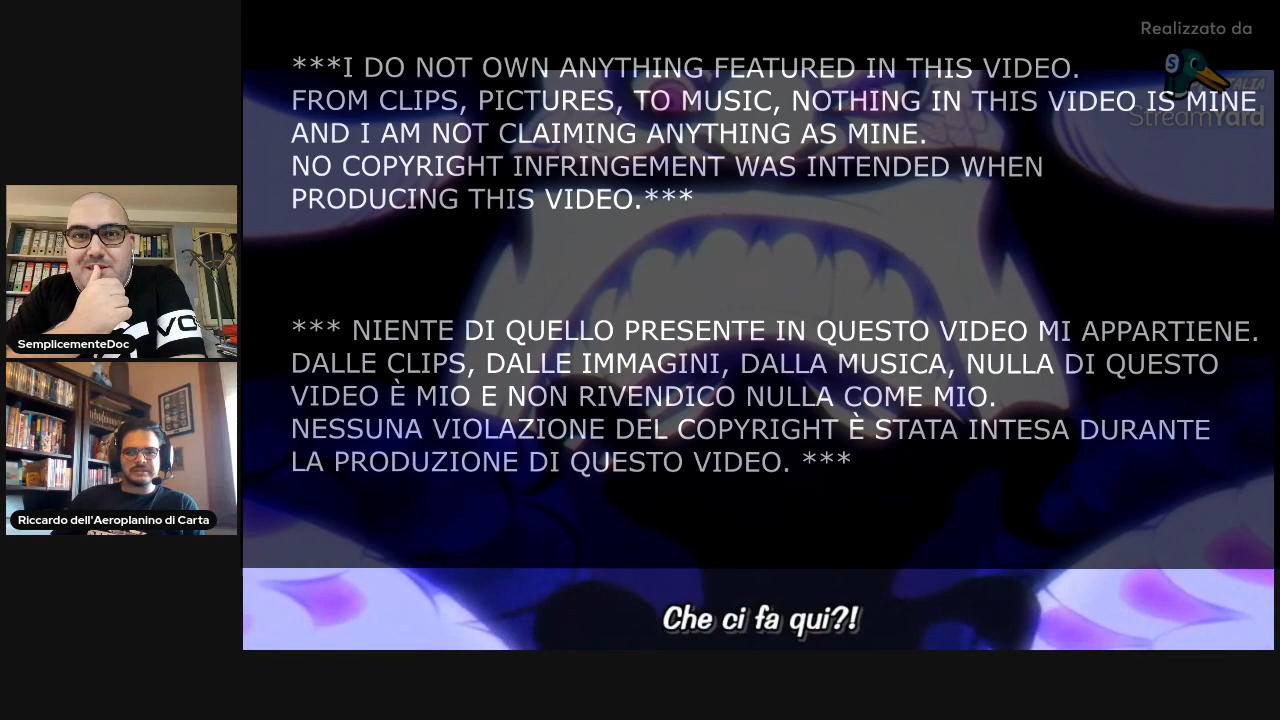 Realizzato da
***I DO NOT OWN ANYTHING FEATURED IN THIS VIDEO.
FROM CLIPS, PICTURES, TO MUSIC, NOTHING IN THIS VIDEO IS MINE
AND I AM NOT CLAIMING ANYTHING AS MINE.
NO COPYRIGHT INFRINGEMENT WAS INTENDED WHEN
PRODUCING THIS VIDEO.***
StreamYard
*** NIENTE DI QUELLO PRESENTE IN QUESTO VIDEO MI APPARTIENE.
DALLE CLIPS, DALLE IMMAGINI, DALLA MUSICA, NULLA DI QUESTO
VIDEO È MIO E NON RIVENDICO NULLA COME MIO.
NESSUNA VIOLAZIONE DEL COPYRIGHT È STATA INTESA DURANTE
LA PRODUZIONE DI QUESTO VIDEO. ***
SemplicementeDoc
Riccardo dell'Aeroplanino di Carta
Che ci fa qui?!